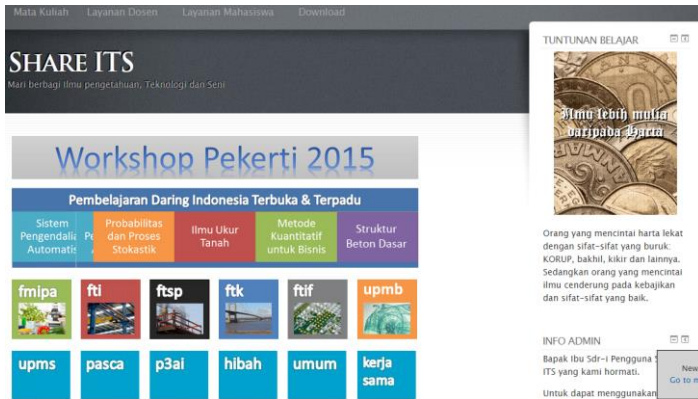 Mata Kuliah Layanan Dosen Layanan Mahasiswa Download
SHARE ITS
Mari berbagi ilmu pengetahuan, Teknologi dan Seni
Workshop Pekerti 2015
Pembelajaran Daring Indonesia Terbuka & Terpadu
Sistem
Pengendalia
Automatis
Probabilitas
dan Proses
Stokastik
Ilmu Ukur
Tanah
Metode
Kuantitatif
untuk Bisnis
Struktur
Beton Dasar
fmipa fti ftsp ftk ftif upmb
upms pasca p3ai hibah umum kerja
sama
TUNTUNAN BELAJAR
Ilmu lebih mulia
daripada Harta
Orang yang mencintai harta lekat
dengan sifat-sifat yang buruk:
KORUP, bakhil, kikir dan lainnya.
Sedangkan orang yang mencintai
ilmu cenderung pada kebajikan
dan sifat-sifat yang baik.
INFO ADMIN
Bapak Ibu Sdr-i Pengguna S
ITS yang kami hormati.
Untuk dapat menggunakan
New
Go to m